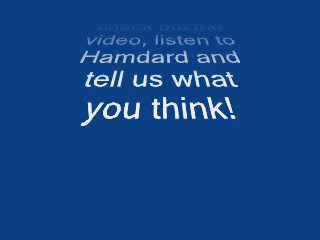 video, listen to
Hamdard and
tell us what
you think!